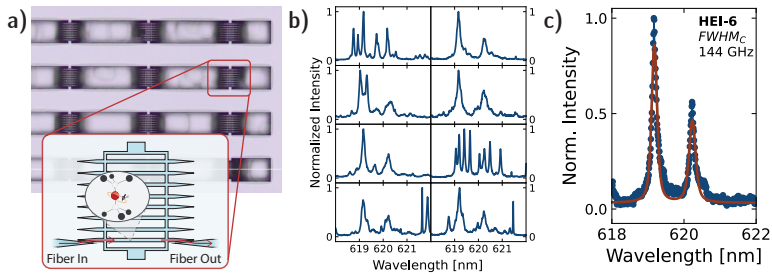 a)
Fiber In
Fiber Out
b)
Normalized Intensity
1
1
0
0
1
1
0
0
1
1
0
0
1
1
0
0
619 620 621
619 620 621
Wavelength [nm]
c)
HEI-6
FWHM_C
144 GHz
Norm. Intensity
1.0
0.5
0.0
618
620
622
Wavelength [nm]